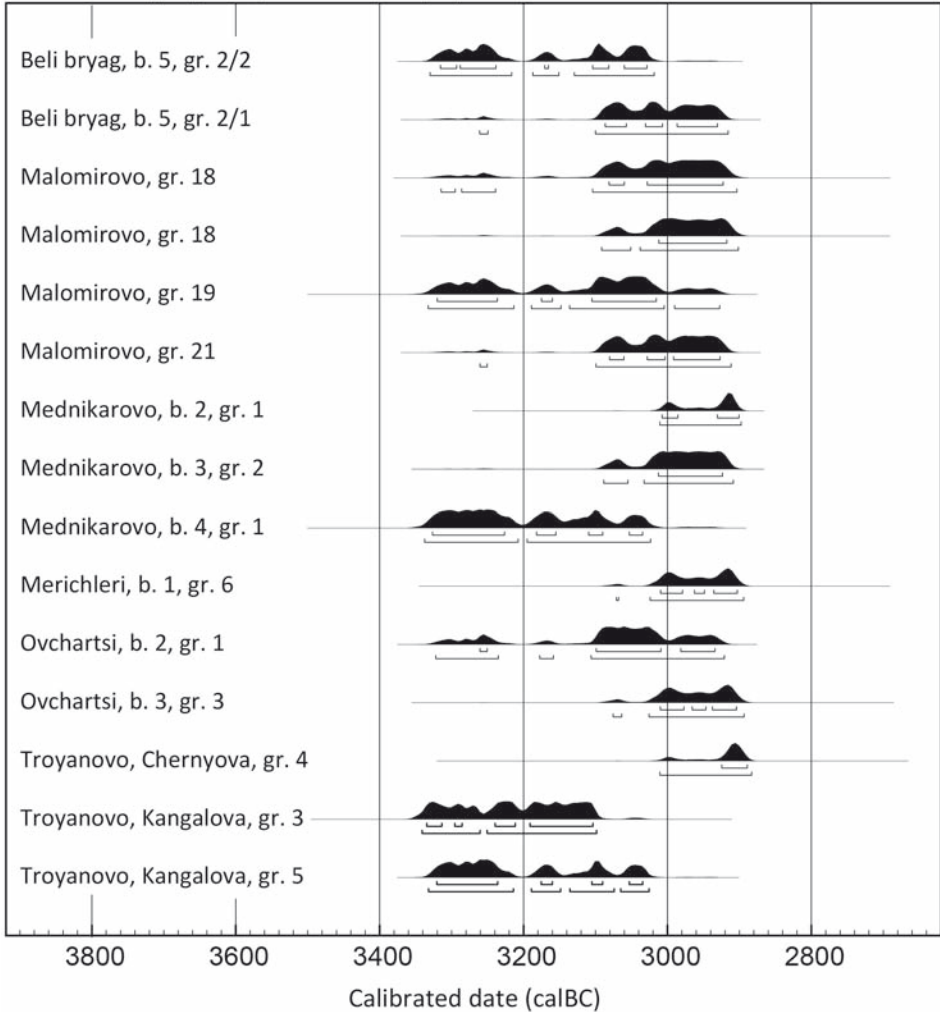 Beli bryag, b. 5, gr. 2/2
Beli bryag, b. 5, gr. 2/1
Malomirovo, gr. 18
Malomirovo, gr. 18
Malomirovo, gr. 19
Malomirovo, gr. 21
Mednikarovo, b. 2, gr. 1
Mednikarovo, b. 3, gr. 2
Mednikarovo, b. 4, gr. 1
Merichleri, b. 1, gr. 6
Ovchartsi, b. 2, gr. 1
Ovchartsi, b. 3, gr. 3
Troyanovo, Chernyova, gr. 4
Troyanovo, Kangalova, gr. 3
Troyanovo, Kangalova, gr. 5
3800 3600 3400 3200 3000 2800
Calibrated date (calBC)